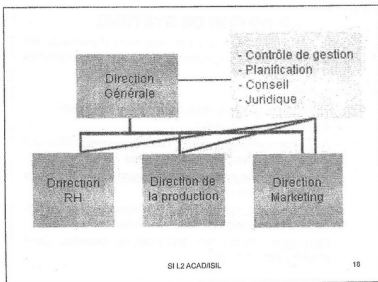 - Contrôle de gestion
- Planification
- Conseil
- Juridique
Direction
Générale
Dnirection
RH
Direction de
la production
Direction
Marketing
SI L2 ACAD/ISIL
18